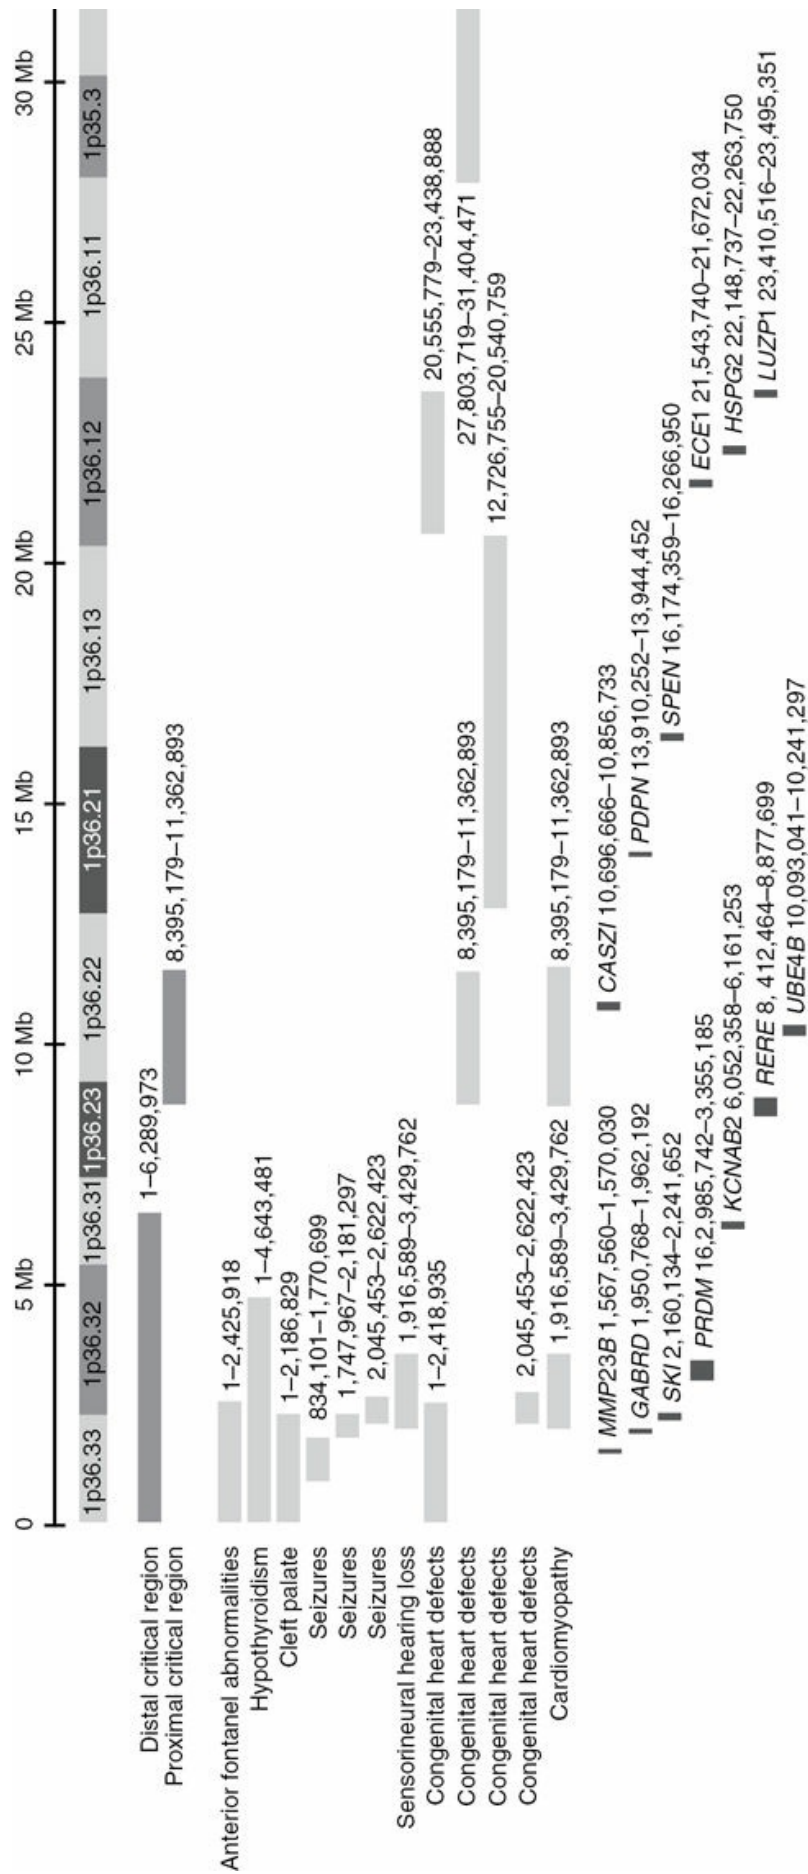 0 5 Mb 10 Mb 15 Mb 20 Mb 25 Mb 30 Mb
1p36.33 1p36.32 1p36.31 1p36.23 1p36.22 1p36.21 1p36.13 1p36.12 1p36.11 1p35.3
Distal critical region 1–6,289,973
Proximal critical region 8,395,179–11,362,893
Anterior fontanel abnormalities 1–2,425,918
Hypothyroidism 1–4,643,481
Cleft palate 1–2,186,829
Seizures 834,101–1,770,699
Seizures 1,747,967–2,181,297
Seizures 2,045,453–2,622,423
Sensorineural hearing loss 1,916,589–3,429,762
Congenital heart defects 1–2,418,935 20,555,779–23,438,888
Congenital heart defects 8,395,179–11,362,893 27,803,719–31,404,471
Congenital heart defects 12,726,755–20,540,759
Congenital heart defects 2,045,453–2,622,423
Cardiomyopathy 1,916,589–3,429,762 8,395,179–11,362,893
MMP23B 1,567,560–1,570,030 CASZI 10,696,666–10,856,733
GABRD 1,950,768–1,962,192 PDPN 13,910,252–13,944,452
SKI 2,160,134–2,241,652 SPEN 16,174,359–16,266,950
PRDM 16,2,985,742–3,355,185 ECE1 21,543,740–21,672,034
KCNAB2 6,052,358–6,161,253 HSPG2 22,148,737–22,263,750
RERE 8, 412,464–8,877,699 LUZP1 23,410,516–23,495,351
UBE4B 10,093,041–10,241,297